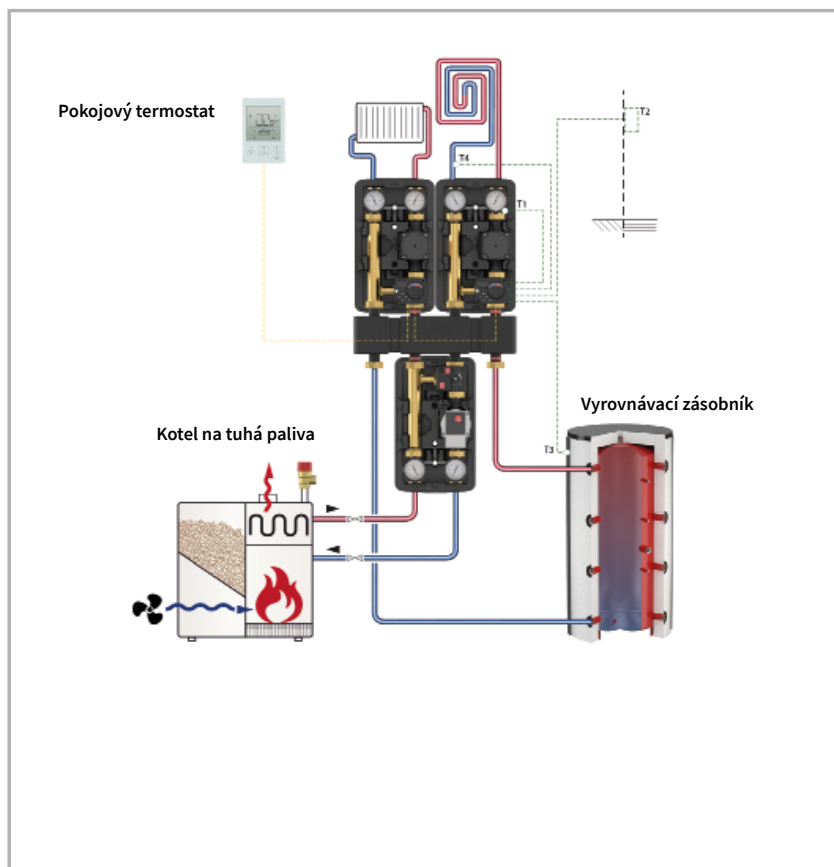 Pokojový termostat
T2
T4
T1
Vyrovnávací zásobník
Kotel na tuhá paliva
T3